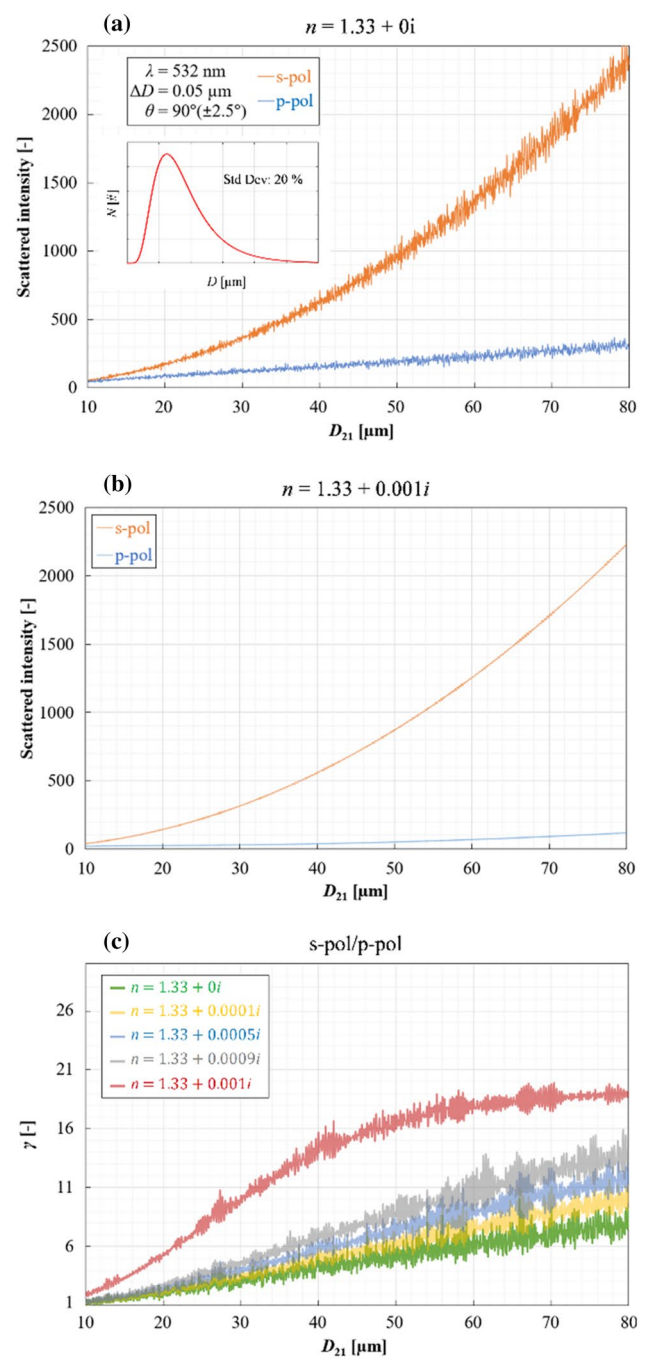 (a)
n = 1.33 + 0i
2500
2000
1500
1000
500
0
Scattered intensity [-]
λ = 532 nm
ΔD = 0.05 µm
θ = 90°(±2.5°)
s-pol
p-pol
Std Dev: 20 %
N [#]
D [µm]
10 20 30 40 50 60 70 80
D21 [µm]
(b)
n = 1.33 + 0.001i
2500
2000
1500
1000
500
0
Scattered intensity [-]
s-pol
p-pol
10 20 30 40 50 60 70 80
D21 [µm]
(c)
s-pol/p-pol
26
21
16
11
6
1
γ [-]
n = 1.33 + 0i
n = 1.33 + 0.0001i
n = 1.33 + 0.0005i
n = 1.33 + 0.0009i
n = 1.33 + 0.001i
10 20 30 40 50 60 70 80
D21 [µm]